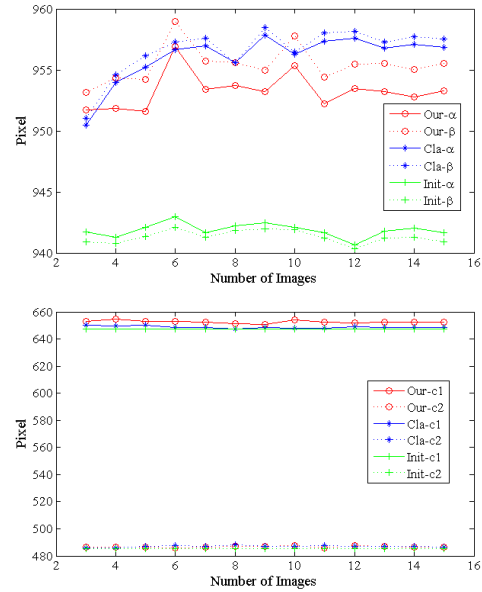 960
955
950
945
940
Pixel
Our-α
Our-β
Cla-α
Cla-β
Init-α
Init-β
2 4 6 8 10 12 14 16
Number of Images
660
640
620
600
580
560
540
520
500
480
Pixel
Our-c1
Our-c2
Cla-c1
Cla-c2
Init-c1
Init-c2
2 4 6 8 10 12 14 16
Number of Images